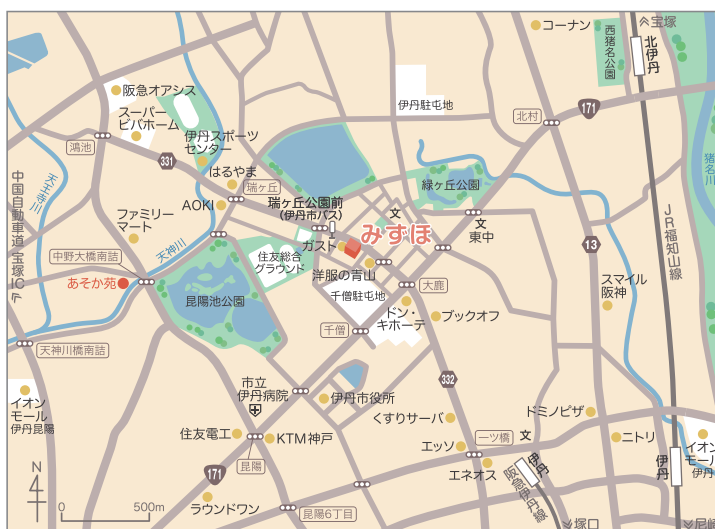 コーナン
宝塚
西猪名公園
北伊丹
阪急オアシス
スーパー
ビバホーム
伊丹駐屯地
171
北村
伊丹スポーツ
センター
鴻池
331
はるやま
猪名川
中国自動車道 宝塚IC
天王寺川
瑞ヶ丘
緑ヶ丘公園
AOKI
瑞ヶ丘公園前
(伊丹市バス)
文
ファミリー
マート
みずほ
文
東中
JR福知山線
天神川
ガスト
13
中野大橋南詰
住友総合
グラウンド
洋服の青山
あそか苑
大鹿
スマイル
阪神
昆陽池公園
千僧駐屯地
ドン・
キホーテ
ブックオフ
千僧
天神川橋南詰
332
イオン
モール
伊丹昆陽
市立
伊丹病院
伊丹市役所
くすりサーバ
ドミノピザ
住友電工
KTM神戸
一ツ橋
文
ニトリ
エッソ
イオン
モール
伊丹
昆陽
エネオス
伊丹
伊丹
阪急伊丹線
N
171
0
500m
ラウンドワン
昆陽6丁目
塚口
尼崎